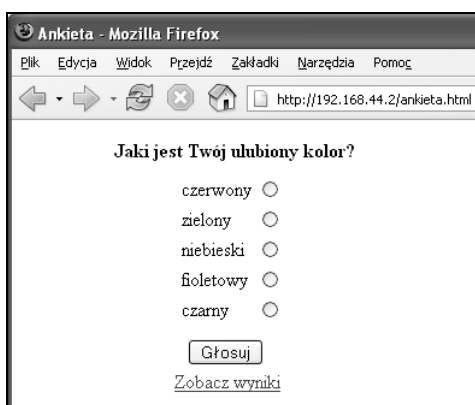 Ankieta - Mozilla Firefox
Plik Edycja Widok Przejdź Zakładki Narzędzia Pomoc
http://192.168.44.2/ankieta.html
Jaki jest Twój ulubiony kolor?
czerwony
zielony
niebieski
fioletowy
czarny
Głosuj
Zobacz wyniki